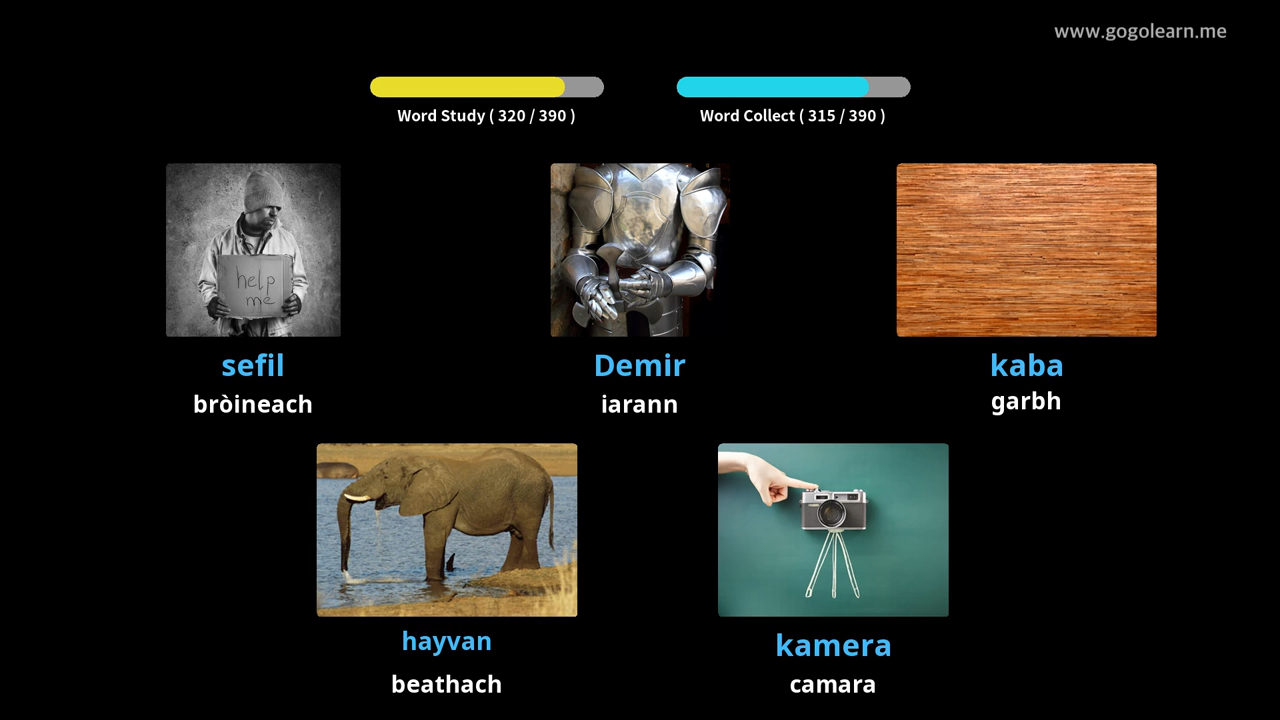 www.gogolearn.me
Word Study ( 320 / 390 )
Word Collect ( 315 / 390 )
help
me
sefil
bròineach
Demir
iarann
kaba
garbh
hayvan
beathach
kamera
camara